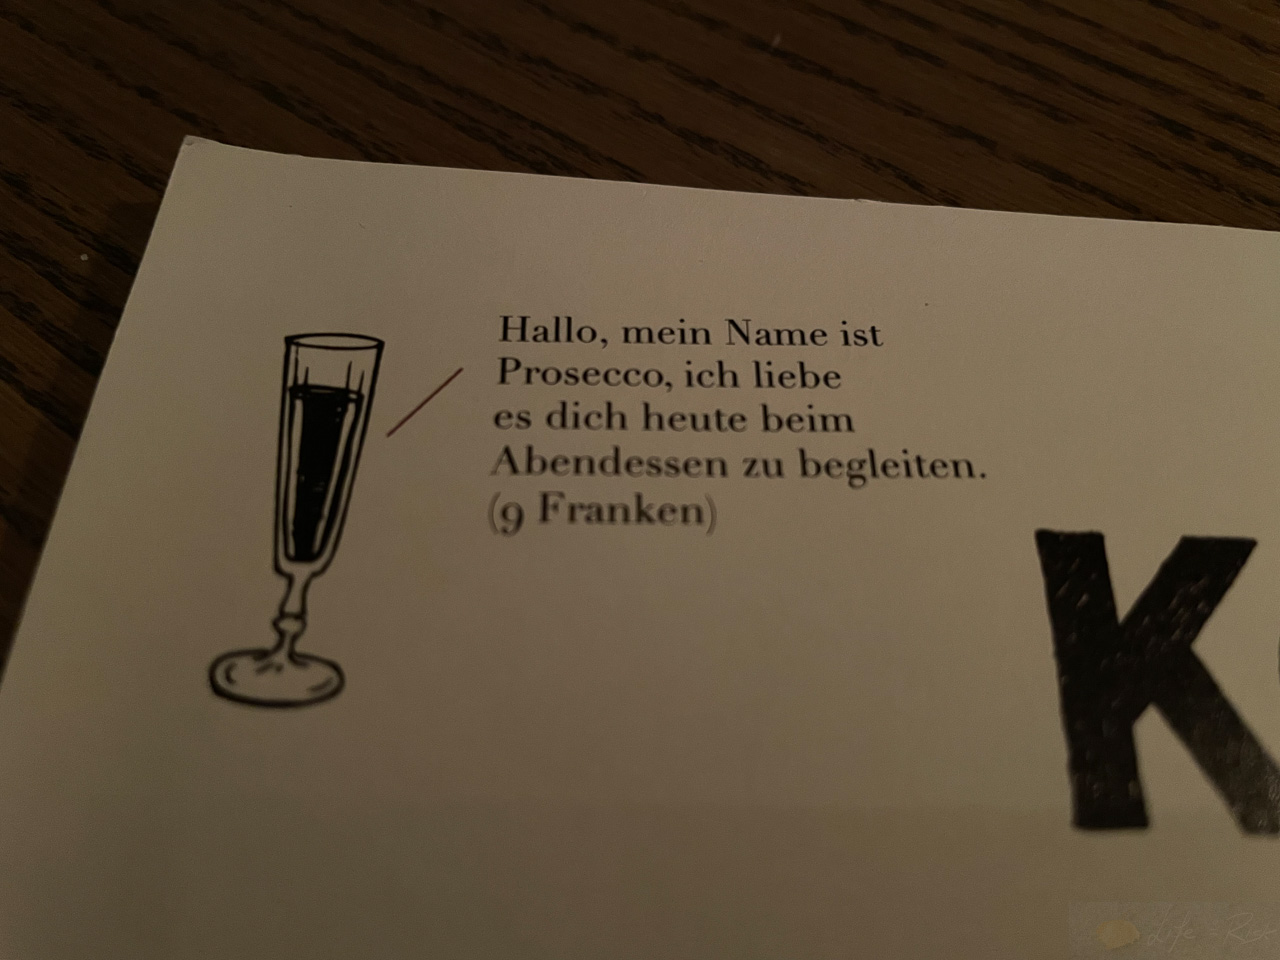 Hallo, mein Name ist
Prosecco, ich liebe
es dich heute beim
Abendessen zu begleiten.
(9 Franken)
K